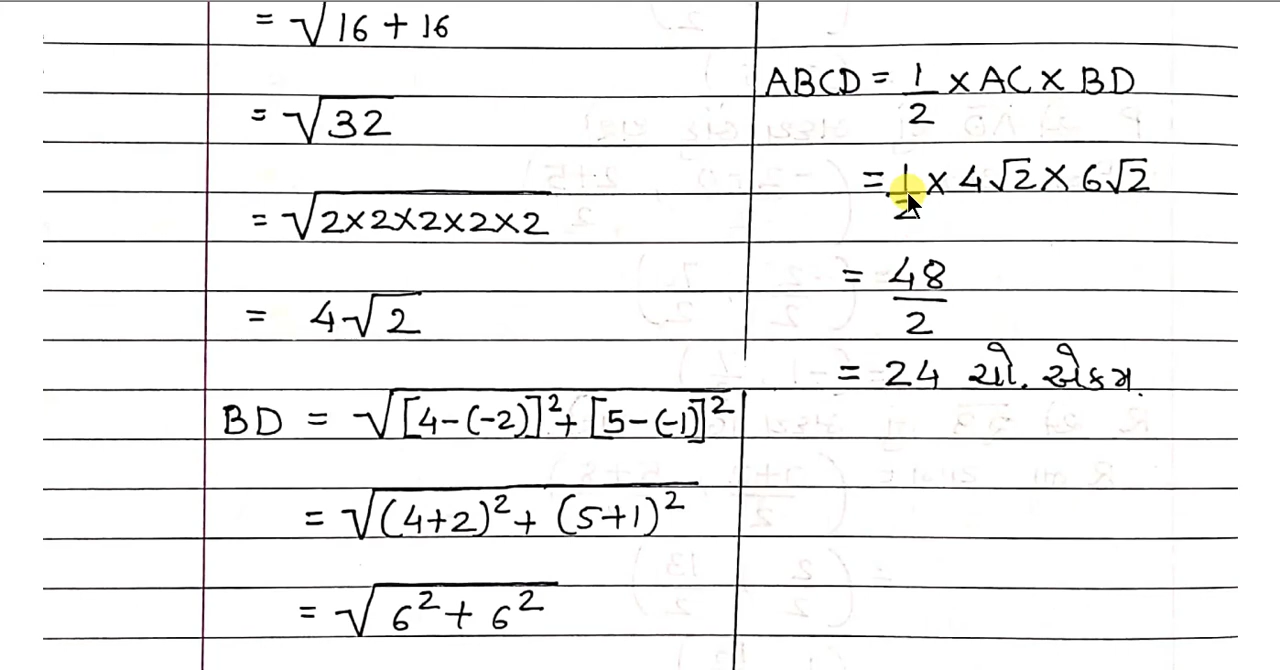 = √16 + 16
= √32
= √2×2×2×2×2
= 4√2
BD = √[4-(-2)]²+[5-(-1)]²
= √(4+2)²+(5+1)²
= √6²+6²
ABCD = 1/2 × AC × BD
= 1/2 × 4√2 × 6√2
= 48/2
= 24 ચો. એકમ.